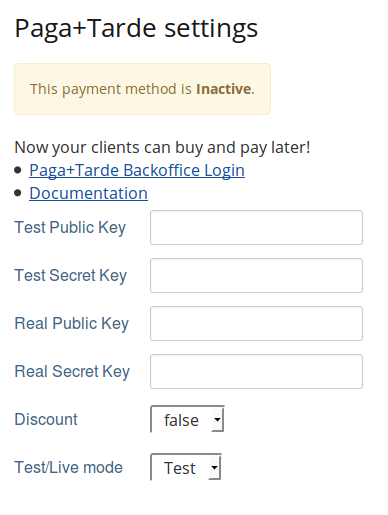 Paga+Tarde settings
This payment method is Inactive.
Now your clients can buy and pay later!
Paga+Tarde Backoffice Login
Documentation
Test Public Key
Test Secret Key
Real Public Key
Real Secret Key
Discount false
Test/Live mode Test